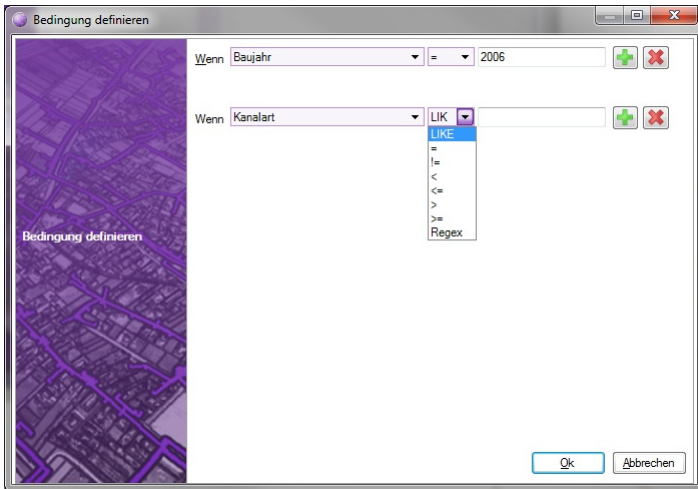 Bedingung definieren
Wenn Baujahr = 2006
Wenn Kanalart LIK
LIKE
=
!=
<
<=
>
>=
Regex
Bedingung definieren
Ok Abbrechen